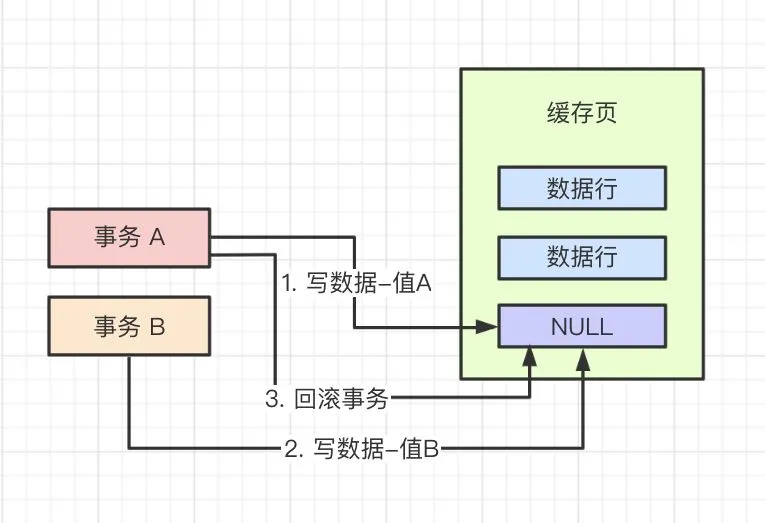 缓存页
数据行
事务 A
数据行
1. 写数据-值A
事务 B
NULL
3. 回滚事务
2. 写数据-值B